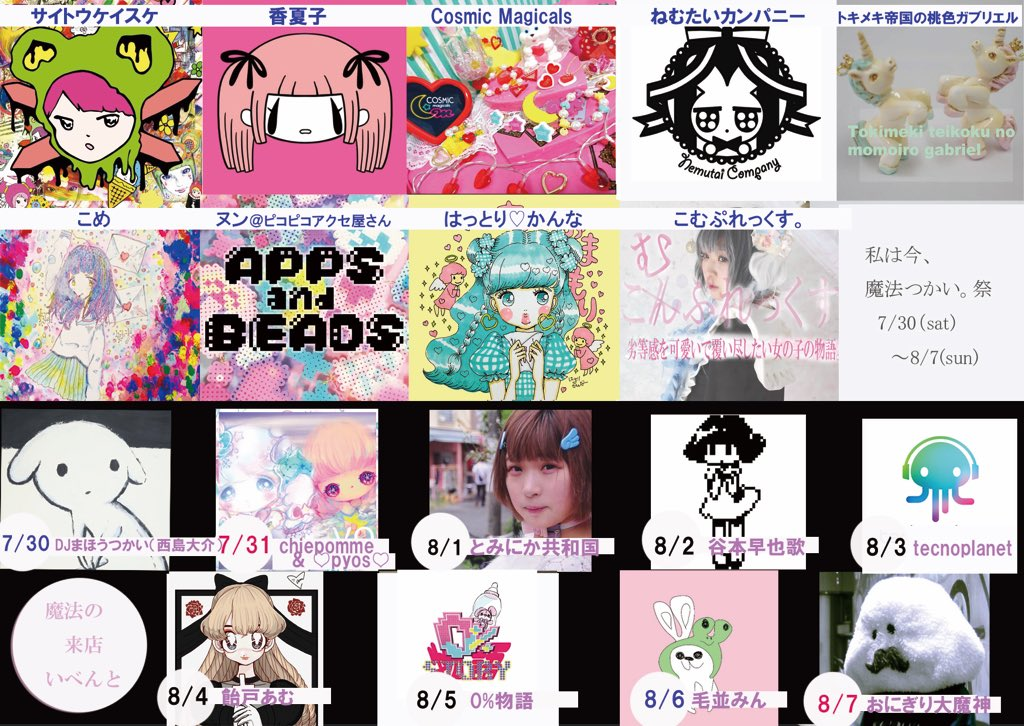 サイトウケイスケ
香夏子
Cosmic Magicals
ねむたいカンパニー
トキメキ帝国の桃色ガブリエル
COSMIC
magicals
Nemutai Company
Tokimeki teikoku no
momoiro gabriel
こめ
ヌン@ピコピコアクセ屋さん
はっとり♡かんな
こむぷれっくす。
APPS
and
BEADS
おまもり
む
こんぷれっくす
劣等感を可愛いで覆い尽したい女の子の物語
私は今、
魔法つかい。祭
7/30(sat)
～8/7(sun)
7/30 DJまほうつかい(西島大介)
7/31 chiepomme
& ♡pyos♡
8/1 とみにか共和国
8/2 谷本早也歌
8/3 tecnoplanet
魔法の
来店
いべんと
8/4 飴戸あむ
0%
8/5 0%物語
8/6 毛並みん
8/7 おにぎり大魔神